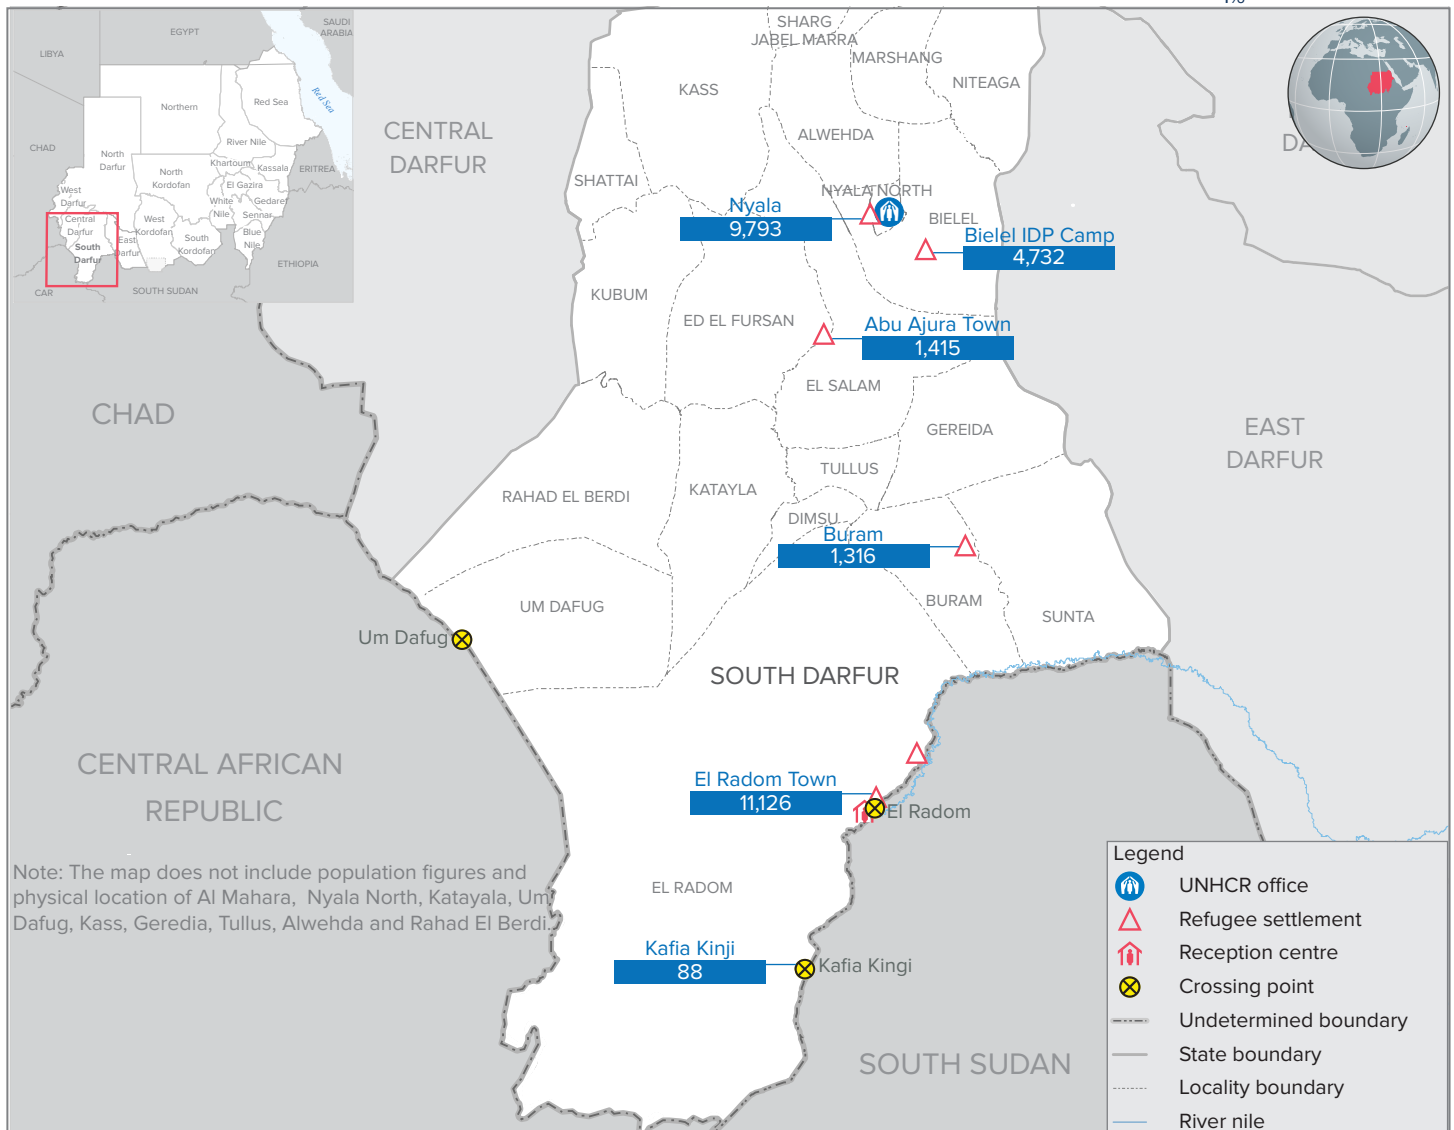 1%
SHARG
JABEL MARRA
MARSHANG
NITEAGA
KASS
ALWEHDA
SHATTAI
NYALA NORTH
BIELEL
KUBUM
ED EL FURSAN
EL SALAM
GEREIDA
TULLUS
RAHAD EL BERDI
KATAYLA
DIMSU
UM DAFUG
BURAM
SUNTA
EL RADOM
SOUTH DARFUR
CENTRAL
DARFUR
EAST
DARFUR
DA
CHAD
CENTRAL AFRICAN
REPUBLIC
SOUTH SUDAN
Nyala
9,793
Bielel IDP Camp
4,732
Abu Ajura Town
1,415
Buram
1,316
El Radom Town
11,126
Kafia Kinji
88
Um Dafug
El Radom
Kafia Kingi
LIBYA
EGYPT
SAUDI
ARABIA
Red Sea
CHAD
Northern
Red Sea
River Nile
North
Darfur
Khartoum
Kassala
ERITREA
North
Kordofan
El Gazira
West
Darfur
White
Nile
Gedaref
Central
Darfur
West
Kordofan
Sennar
South
Darfur
East
Darfur
South
Kordofan
Blue
Nile
ETHIOPIA
CAR
SOUTH SUDAN
Note: The map does not include population figures and
physical location of Al Mahara, Nyala North, Katayala, Um
Dafug, Kass, Geredia, Tullus, Alwehda and Rahad El Berdi.
Legend
UNHCR office
Refugee settlement
Reception centre
Crossing point
Undetermined boundary
State boundary
Locality boundary
River nile